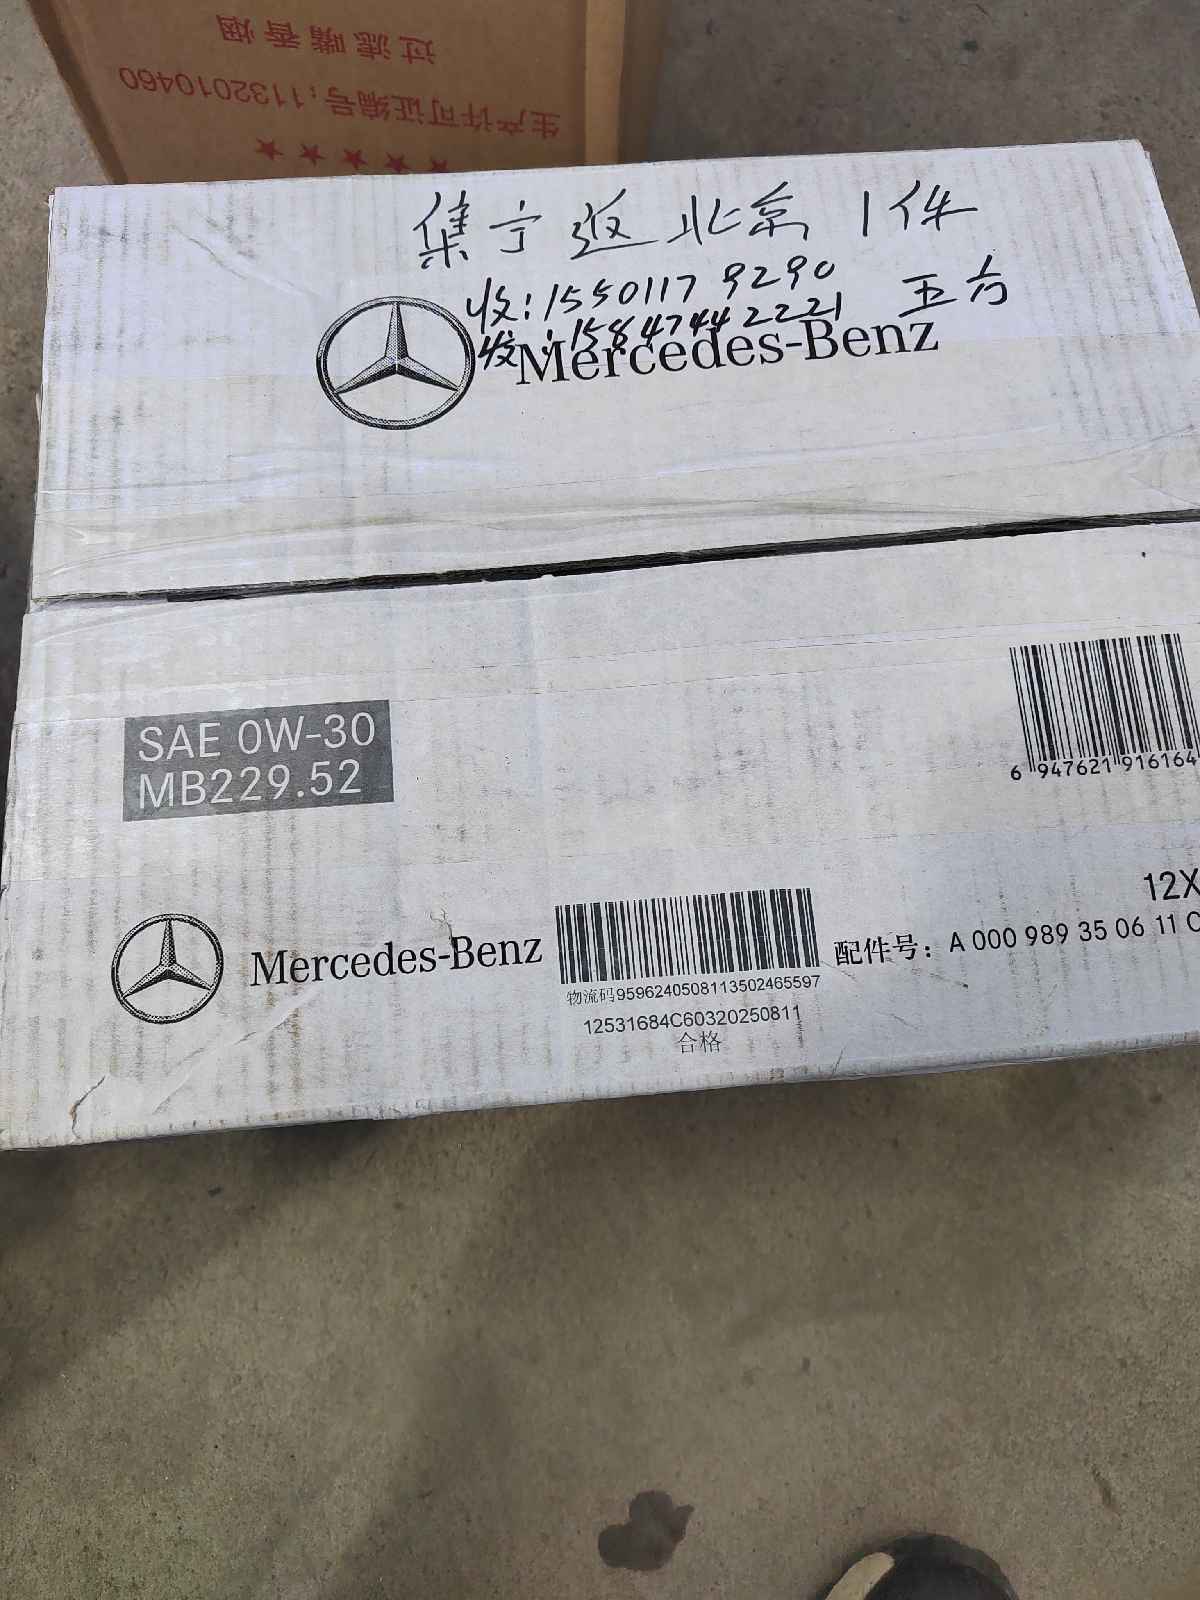 过滤嘴香烟
生产许可证编号:1132010460
集宁返北京 1件
收:15501179290
发:15847442221 五方
Mercedes-Benz
SAE 0W-30
MB229.52
6 947621 916164
Mercedes-Benz
物流码9596240508113502465597
12531684C60320250811
合格
12X
配件号: A 000 989 35 06 11 C